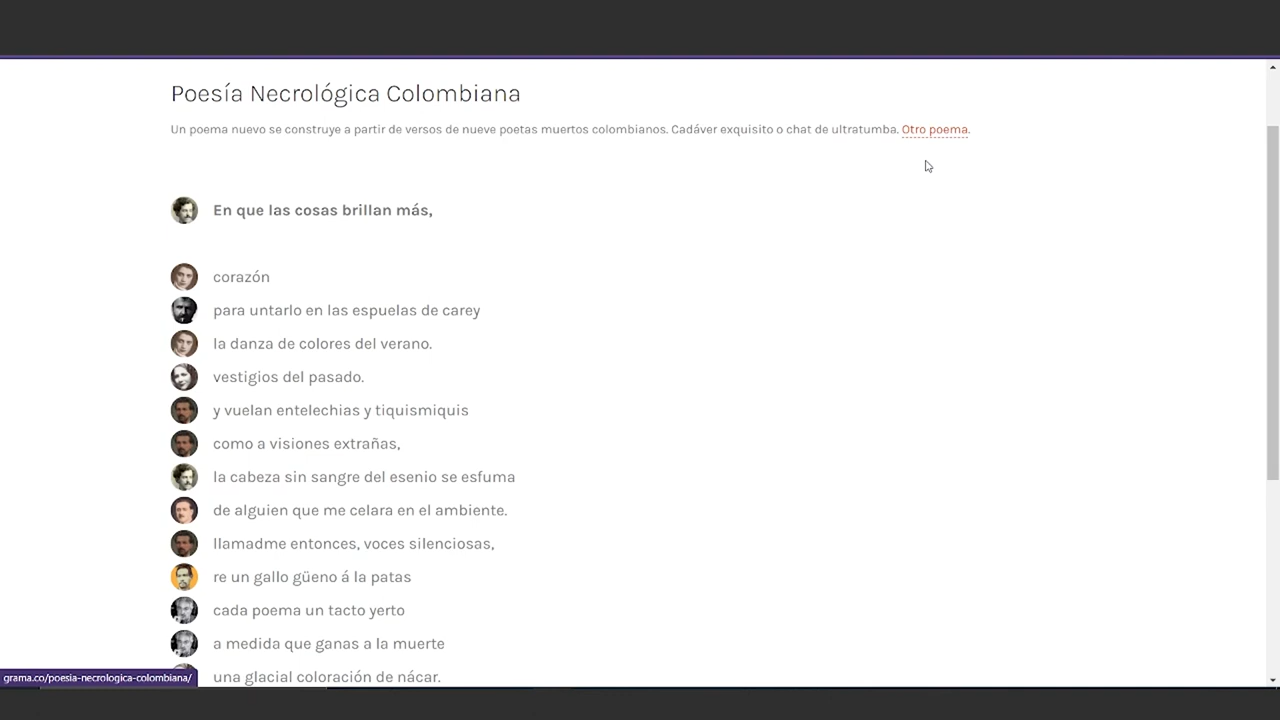 Poesía Necrológica Colombiana
Un poema nuevo se construye a partir de versos de nueve poetas muertos colombianos. Cadáver exquisito o chat de ultratumba. Otro poema.
En que las cosas brillan más,
corazón
para untarlo en las espuelas de carey
la danza de colores del verano.
vestigios del pasado.
y vuelan entelechias y tiquismiquis
como a visiones extrañas,
la cabeza sin sangre del esenio se esfuma
de alguien que me celara en el ambiente.
llamadme entonces, voces silenciosas,
re un gallo güeno á la patas
cada poema un tacto yerto
a medida que ganas a la muerte
una glacial coloración de nácar.
grama.co/poesia-necrologica-colombiana/